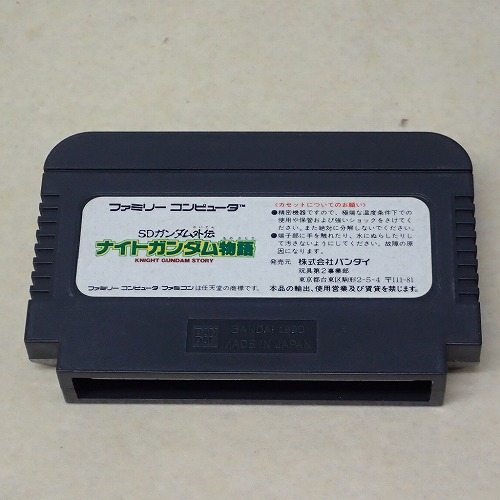 ファミリー コンピュータ™
SDガンダム外伝
ナイトガンダム物語
KNIGHT GUNDAM STORY
ファミリー コンピュータ・ファミコンは任天堂の商標です。
〈カセットについてのお願い〉
●精密機器ですので、極端な温度条件下での
使用や保管および強いショックをさけてく
ださい。また絶対に分解しないでください。
●端子部に手を触れたり、水にぬらしたりし
て汚さないようにしてください。故障の原
因になります。
発売元 株式会社バンダイ
玩具第2事業部
東京都台東区駒形2-5-4 〒111-81
本品の輸出、使用営業及び賃貸を禁じます。
BANDAI 1990
MADE IN JAPAN